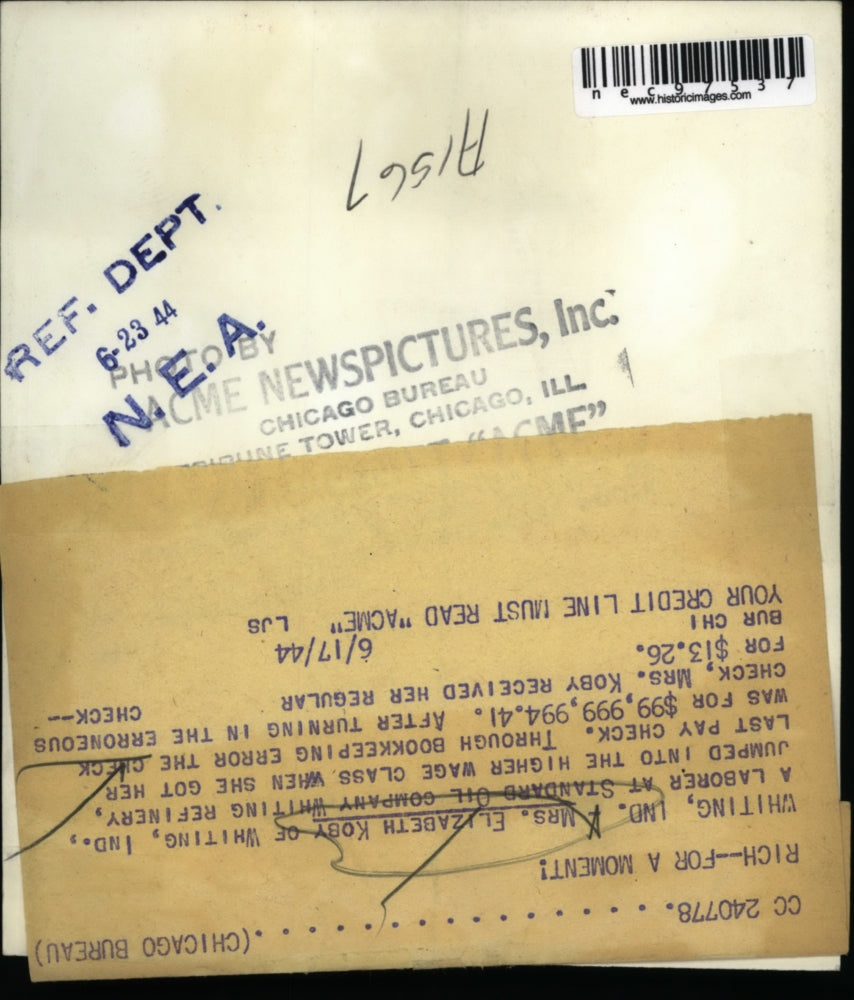 nec97537
www.historicimages.com
A1567
REF. DEPT.
6-23 44
N. E. A.
PHOTO BY
ACME NEWSPICTURES, Inc.
CHICAGO BUREAU
TRIBUNE TOWER, CHICAGO, ILL
"ACME"
CC 240778. . . . . . . . . . . . . . . . . .(CHICAGO BUREAU)
RICH--FOR A MOMENT!
WHITING, IND. MRS. ELIZABETH KOBY OF WHITING, IND.,
A LABORER AT STANDARD OIL COMPANY WHITING REFINERY,
JUMPED INTO THE HIGHER WAGE CLASS WHEN SHE GOT HER
LAST PAY CHECK. THROUGH BOOKKEEPING ERROR THE CHECK
WAS FOR $99,999,994.41. AFTER TURNING IN THE ERRONEOUS
CHECK, MRS. KOBY RECEIVED HER REGULAR CHECK--
FOR $13.26.
BUR CHI 6/17/44
YOUR CREDIT LINE MUST READ "ACME" LJS